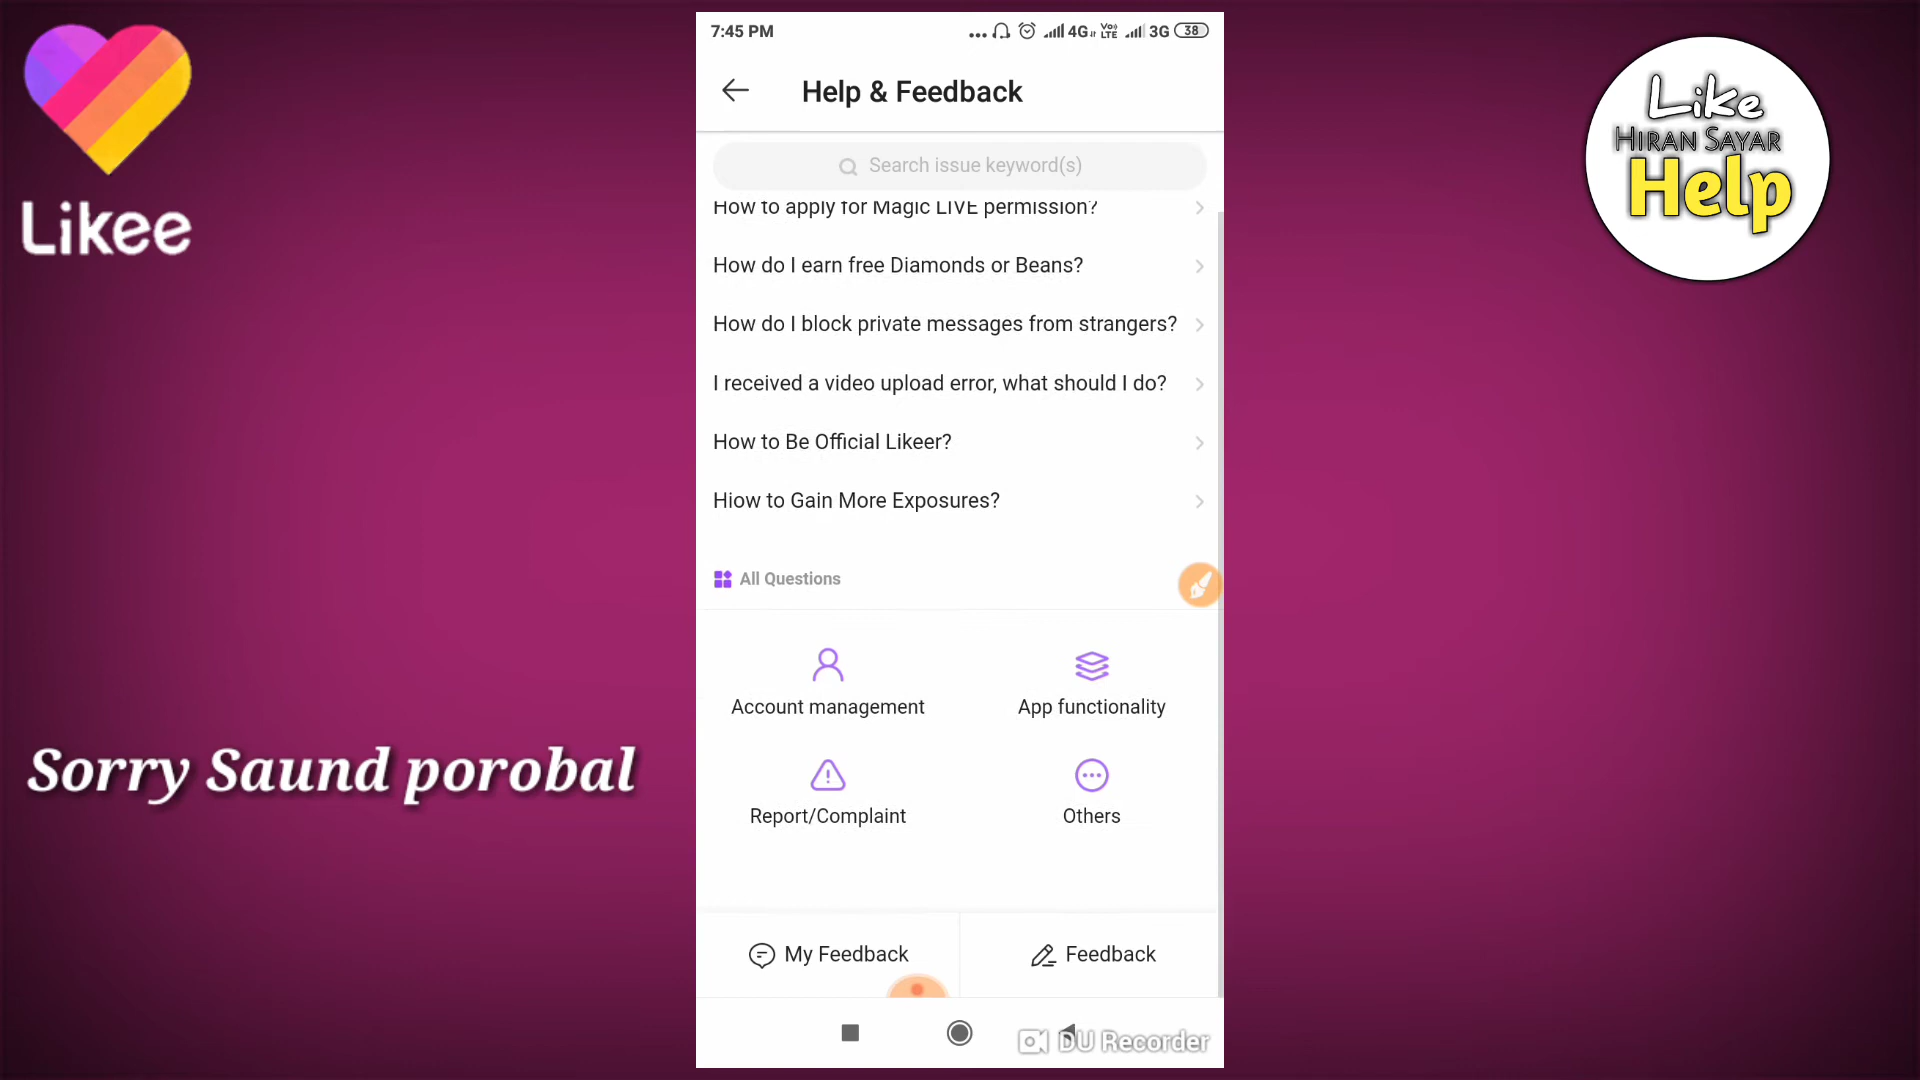 Likee
Sorry Saund porobal
7:45 PM
4G
Vo))
LTE
3G
38
Help & Feedback
Search issue keyword(s)
How to apply for Magic LIVE permission?
How do I earn free Diamonds or Beans?
How do I block private messages from strangers?
I received a video upload error, what should I do?
How to Be Official Likeer?
Hiow to Gain More Exposures?
All Questions
Account management
App functionality
Report/Complaint
Others
My Feedback
Feedback
DU Recorder
Like
HIRAN SAYAR
Help